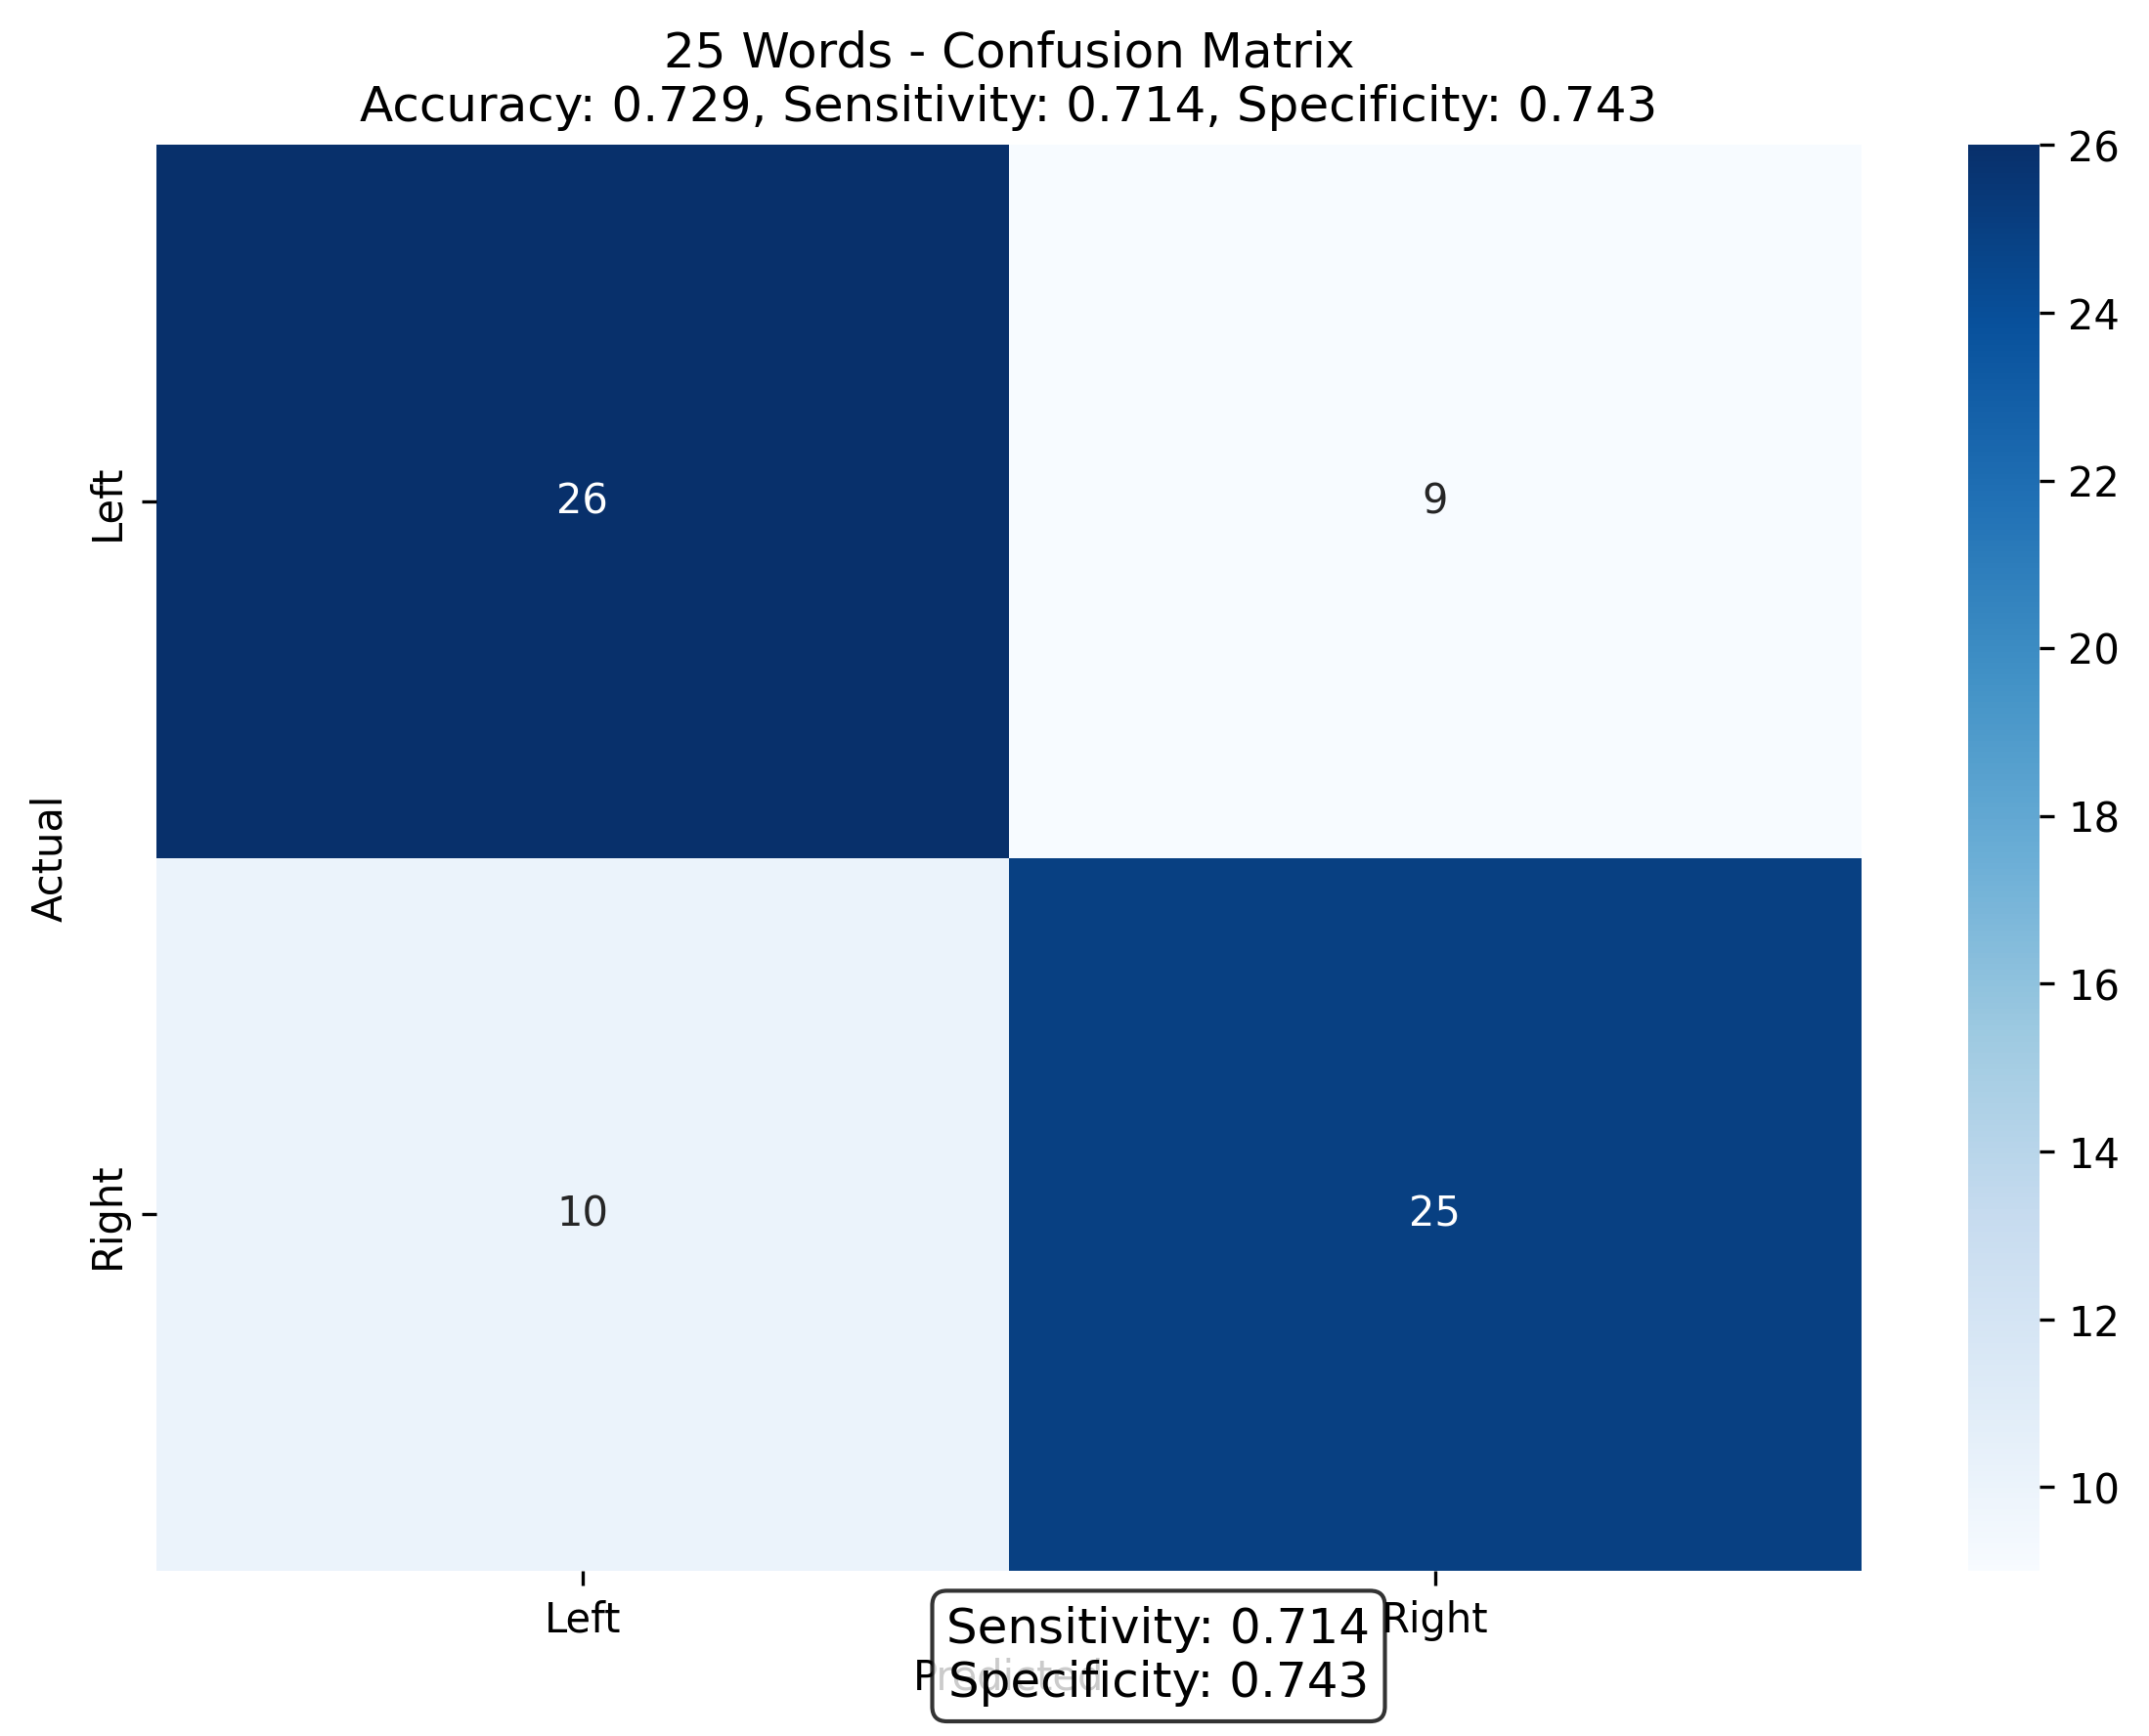 25 Words - Confusion Matrix
Accuracy: 0.729, Sensitivity: 0.714, Specificity: 0.743
26
24
22
20
18
16
14
12
10
Actual
Left
Right
26
9
10
25
Left
Right
Predicted
Sensitivity: 0.714
Specificity: 0.743